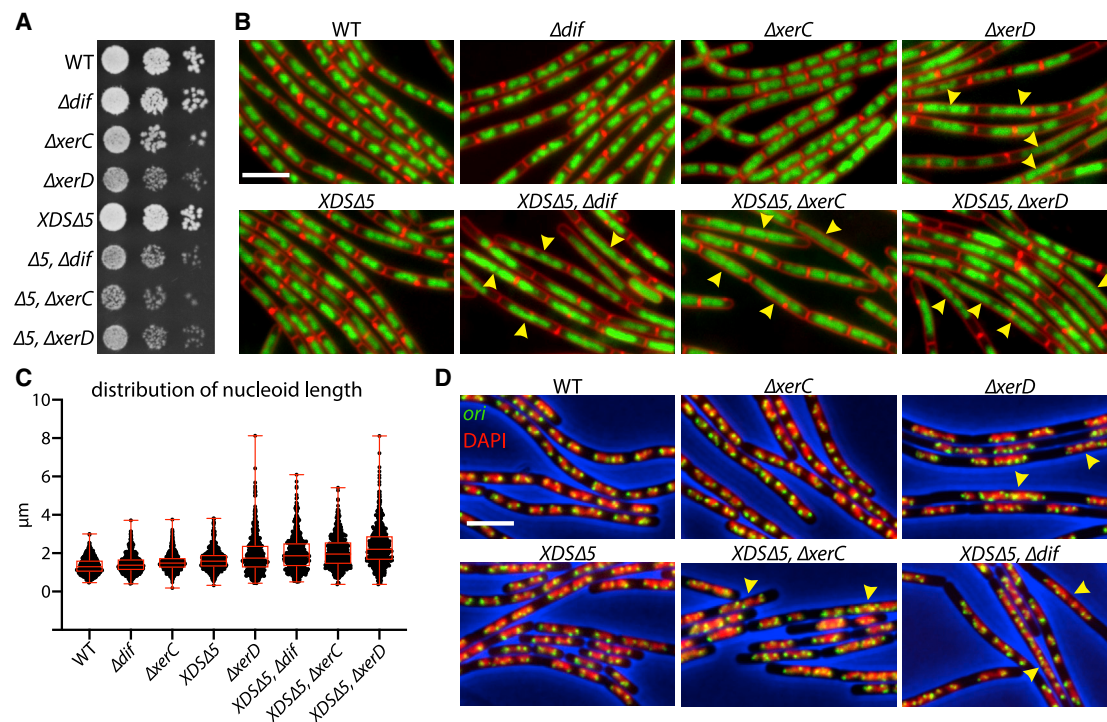 A
WT
Δdif
ΔxerC
ΔxerD
XDSΔ5
Δ5, Δdif
Δ5, ΔxerC
Δ5, ΔxerD
B
WT
Δdif
ΔxerC
ΔxerD
XDSΔ5
XDSΔ5, Δdif
XDSΔ5, ΔxerC
XDSΔ5, ΔxerD
C
distribution of nucleoid length
10
8
6
4
2
0
μm
WT
Δdif
ΔxerC
XDSΔ5
ΔxerD
XDSΔ5, Δdif
XDSΔ5, ΔxerC
XDSΔ5, ΔxerD
D
WT
ΔxerC
ΔxerD
ori
DAPI
XDSΔ5
XDSΔ5, ΔxerC
XDSΔ5, Δdif